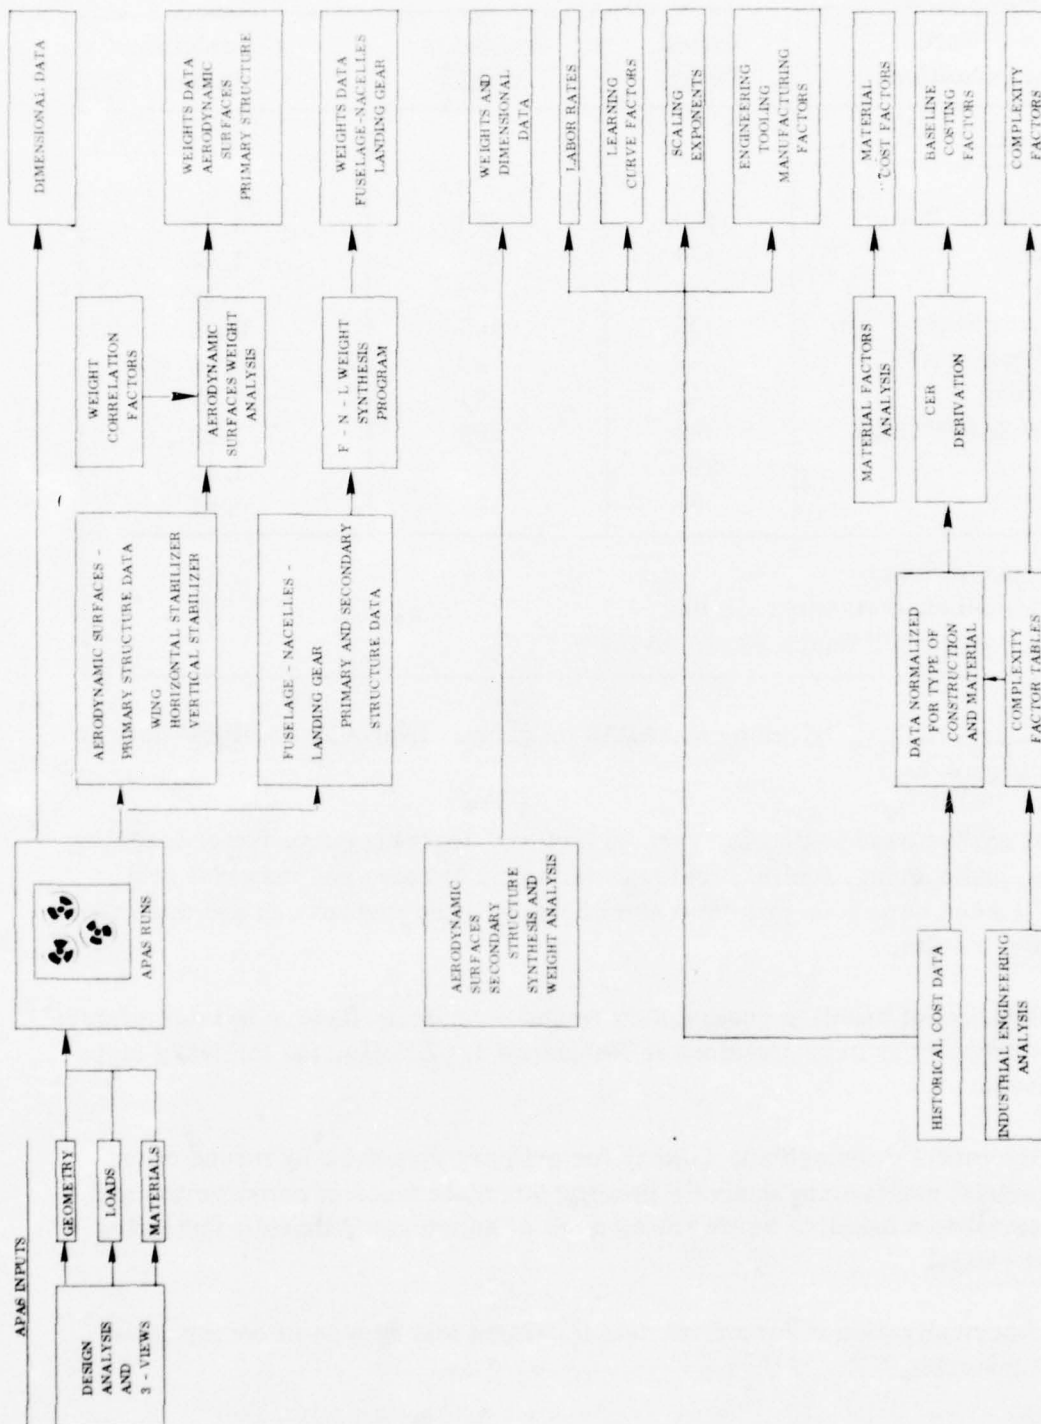 APAS INPUTS
DESIGN
ANALYSIS
AND
3 - VIEWS
GEOMETRY
LOADS
MATERIALS
APAS RUNS
AERODYNAMIC SURFACES -
PRIMARY STRUCTURE DATA
WING
HORIZONTAL STABILIZER
VERTICAL STABILIZER
FUSELAGE - NACELLES -
LANDING GEAR
PRIMARY AND SECONDARY
STRUCTURE DATA
WEIGHT
CORRELATION
FACTORS
AERODYNAMIC
SURFACES WEIGHT
ANALYSIS
F - N - L WEIGHT
SYNTHESIS
PROGRAM
DIMENSIONAL DATA
WEIGHTS DATA
AERODYNAMIC
SURFACES
PRIMARY STRUCTURE
WEIGHTS DATA
FUSELAGE-NACELLES
LANDING GEAR
AERODYNAMIC
SURFACES
SECONDARY
STRUCTURE
SYNTHESIS AND
WEIGHT ANALYSIS
WEIGHTS AND
DIMENSIONAL
DATA
LABOR RATES
LEARNING
CURVE FACTORS
SCALING
EXPONENTS
ENGINEERING
TOOLING
MANUFACTURING
FACTORS
HISTORICAL COST DATA
INDUSTRIAL ENGINEERING
ANALYSIS
DATA NORMALIZED
FOR TYPE OF
CONSTRUCTION
AND MATERIAL
COMPLEXITY
FACTOR TABLES
MATERIAL FACTORS
ANALYSIS
CER
DERIVATION
MATERIAL
COST FACTORS
BASELINE
COSTING
FACTORS
COMPLEXITY
FACTORS